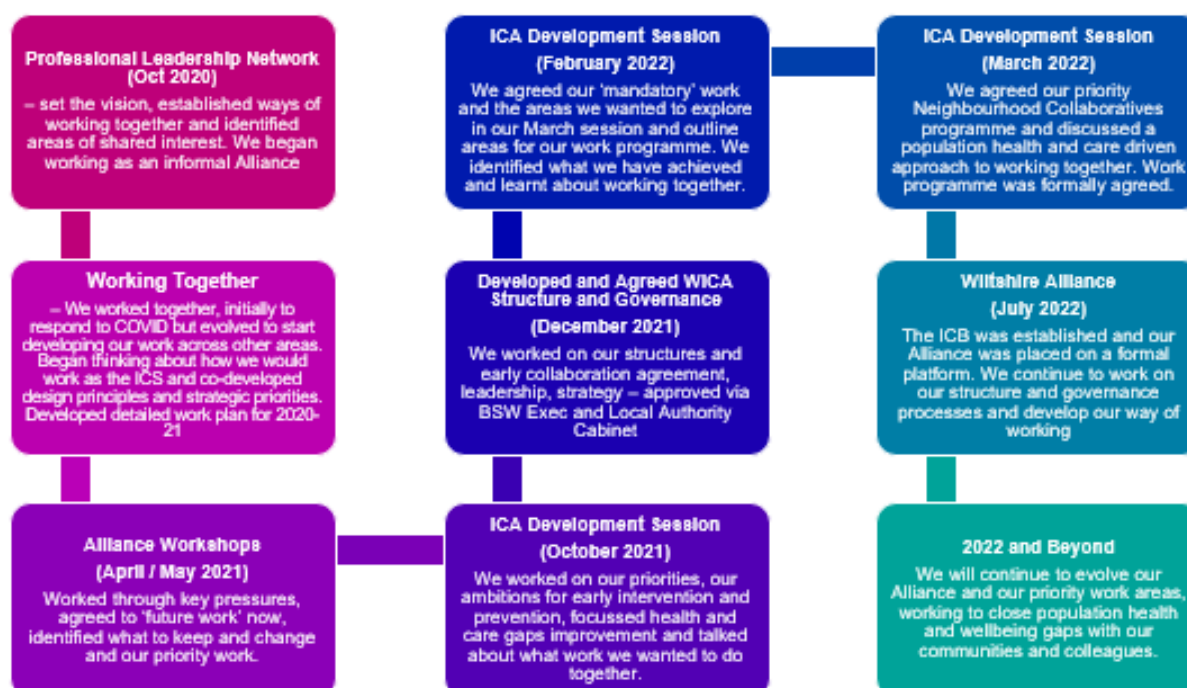 Professional Leadership Network
(Oct 2020)
– set the vision, established ways of
working together and identified
areas of shared interest. We began
working as an informal Alliance
Working Together
– We worked together, initially to
respond to COVID but evolved to start
developing our work across other areas.
Began thinking about how we would
work as the ICS and co-developed
design principles and strategic priorities.
Developed detailed work plan for 2020-
21
Alliance Workshops
(April / May 2021)
Worked through key pressures,
agreed to ‘future work’ now,
identified what to keep and change
and our priority work.
ICA Development Session
(October 2021)
We worked on our priorities, our
ambitions for early intervention and
prevention, focussed health and
care gaps improvement and talked
about what work we wanted to do
together.
Developed and Agreed WICA
Structure and Governance
(December 2021)
We worked on our structures and
early collaboration agreement,
leadership, strategy – approved via
BSW Exec and Local Authority
Cabinet
ICA Development Session
(February 2022)
We agreed our ‘mandatory’ work
and the areas we wanted to explore
in our March session and outline
areas for our work programme. We
identified what we have achieved
and learnt about working together.
ICA Development Session
(March 2022)
We agreed our priority
Neighbourhood Collaboratives
programme and discussed a
population health and care driven
approach to working together. Work
programme was formally agreed.
Wiltshire Alliance
(July 2022)
The ICB was established and our
Alliance was placed on a formal
platform. We continue to work on
our structure and governance
processes and develop our way of
working
2022 and Beyond
We will continue to evolve our
Alliance and our priority work areas,
working to close population health
and wellbeing gaps with our
communities and colleagues.